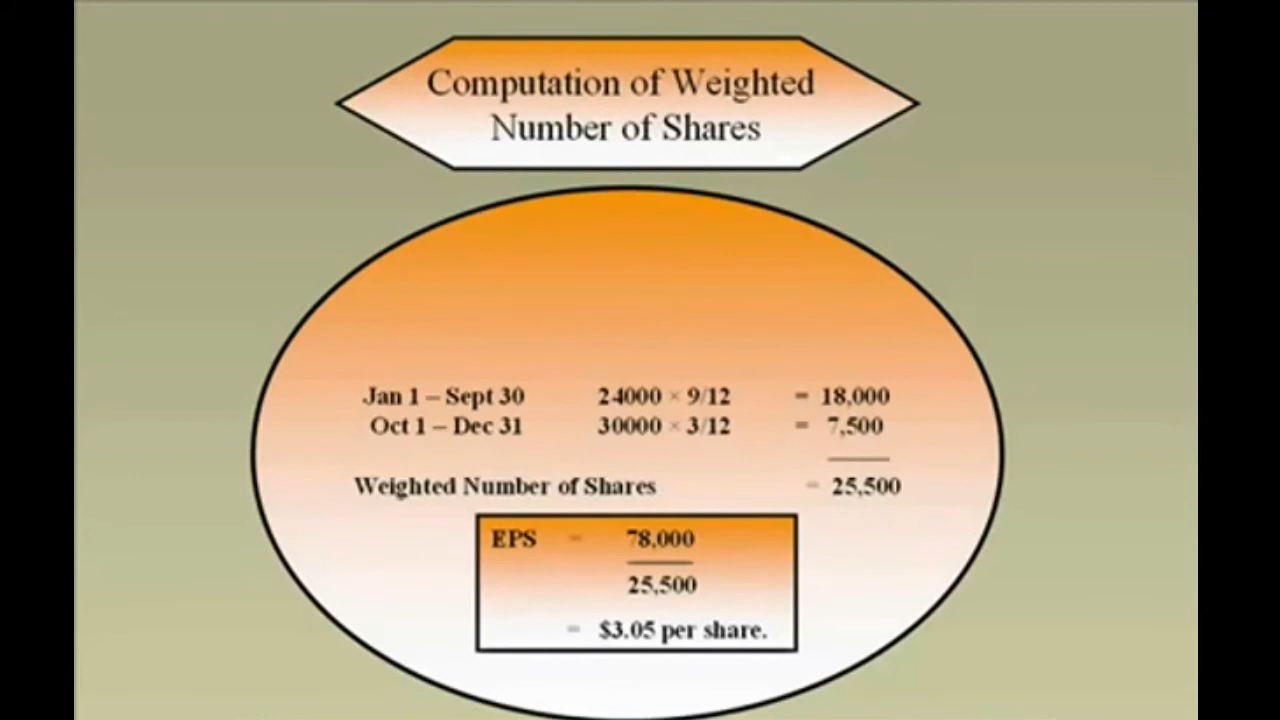 Computation of Weighted
Number of Shares
Jan 1 – Sept 30 24000 × 9/12 = 18,000
Oct 1 – Dec 31 30000 × 3/12 = 7,500
Weighted Number of Shares = 25,500
EPS = 78,000
25,500
= $3.05 per share.